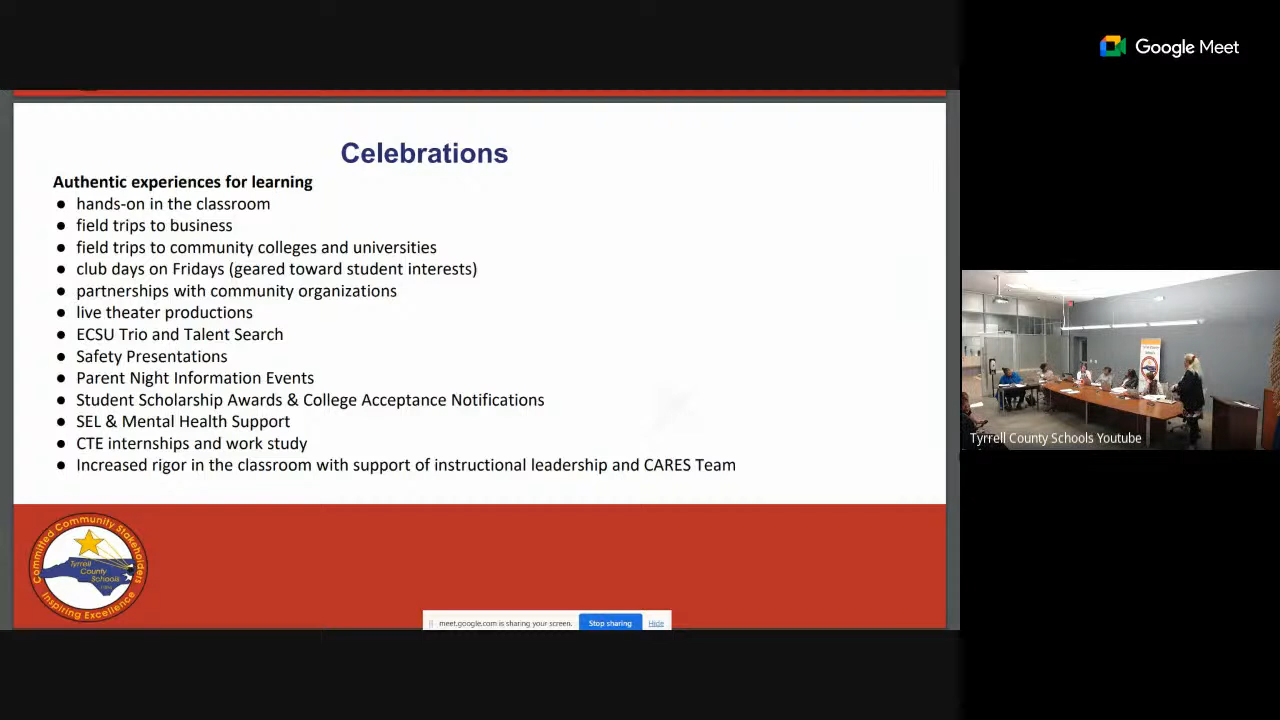 Google Meet
Celebrations
Authentic experiences for learning
● hands-on in the classroom
● field trips to business
● field trips to community colleges and universities
● club days on Fridays (geared toward student interests)
● partnerships with community organizations
● live theater productions
● ECSU Trio and Talent Search
● Safety Presentations
● Parent Night Information Events
● Student Scholarship Awards & College Acceptance Notifications
● SEL & Mental Health Support
● CTE internships and work study
● Increased rigor in the classroom with support of instructional leadership and CARES Team
Tyrrell County Schools Youtube
Committed Community Stakeholders
Tyrrell
County
Schools
Inspiring Excellence
meet.google.com is sharing your screen.
Stop sharing
Hide